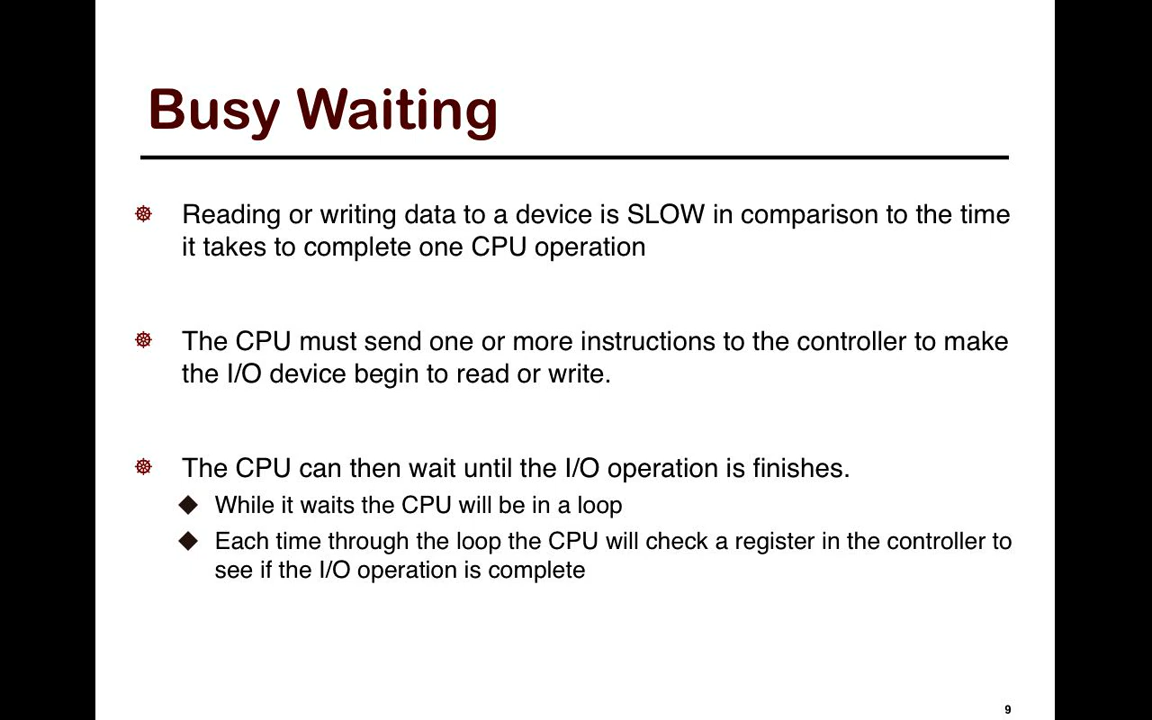 Busy Waiting
Reading or writing data to a device is SLOW in comparison to the time
it takes to complete one CPU operation
The CPU must send one or more instructions to the controller to make
the I/O device begin to read or write.
The CPU can then wait until the I/O operation is finishes.
While it waits the CPU will be in a loop
Each time through the loop the CPU will check a register in the controller to
see if the I/O operation is complete
9